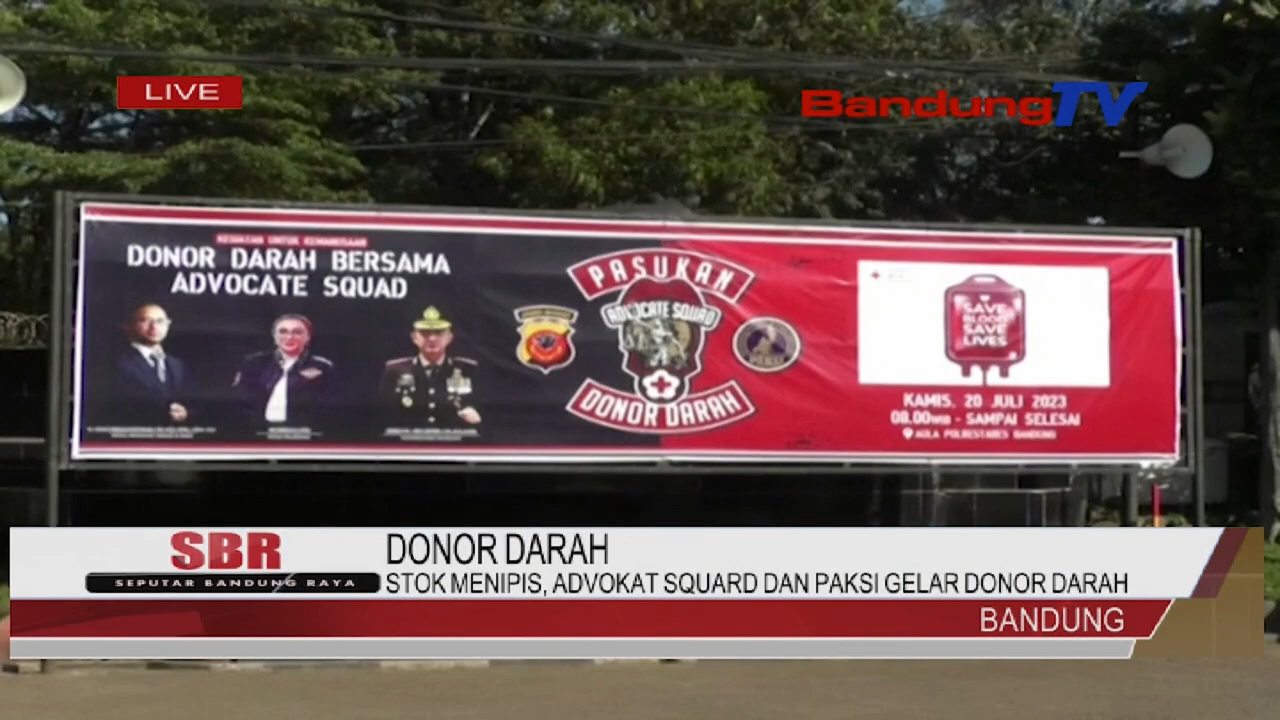 LIVE
BandungTV
KEGIATAN UNTUK KEMANUSIAAN
DONOR DARAH BERSAMA
ADVOCATE SQUAD
PASUKAN
ADVOCATE SQUAD
DONOR DARAH
SAVE
BLOOD
SAVE
LIVES
KAMIS, 20 JULI 2023
08.00WIB - SAMPAI SELESAI
AULA POLRESTABES BANDUNG
SBR
SEPUTAR BANDUNG RAYA
DONOR DARAH
STOK MENIPIS, ADVOKAT SQUARD DAN PAKSI GELAR DONOR DARAH
BANDUNG